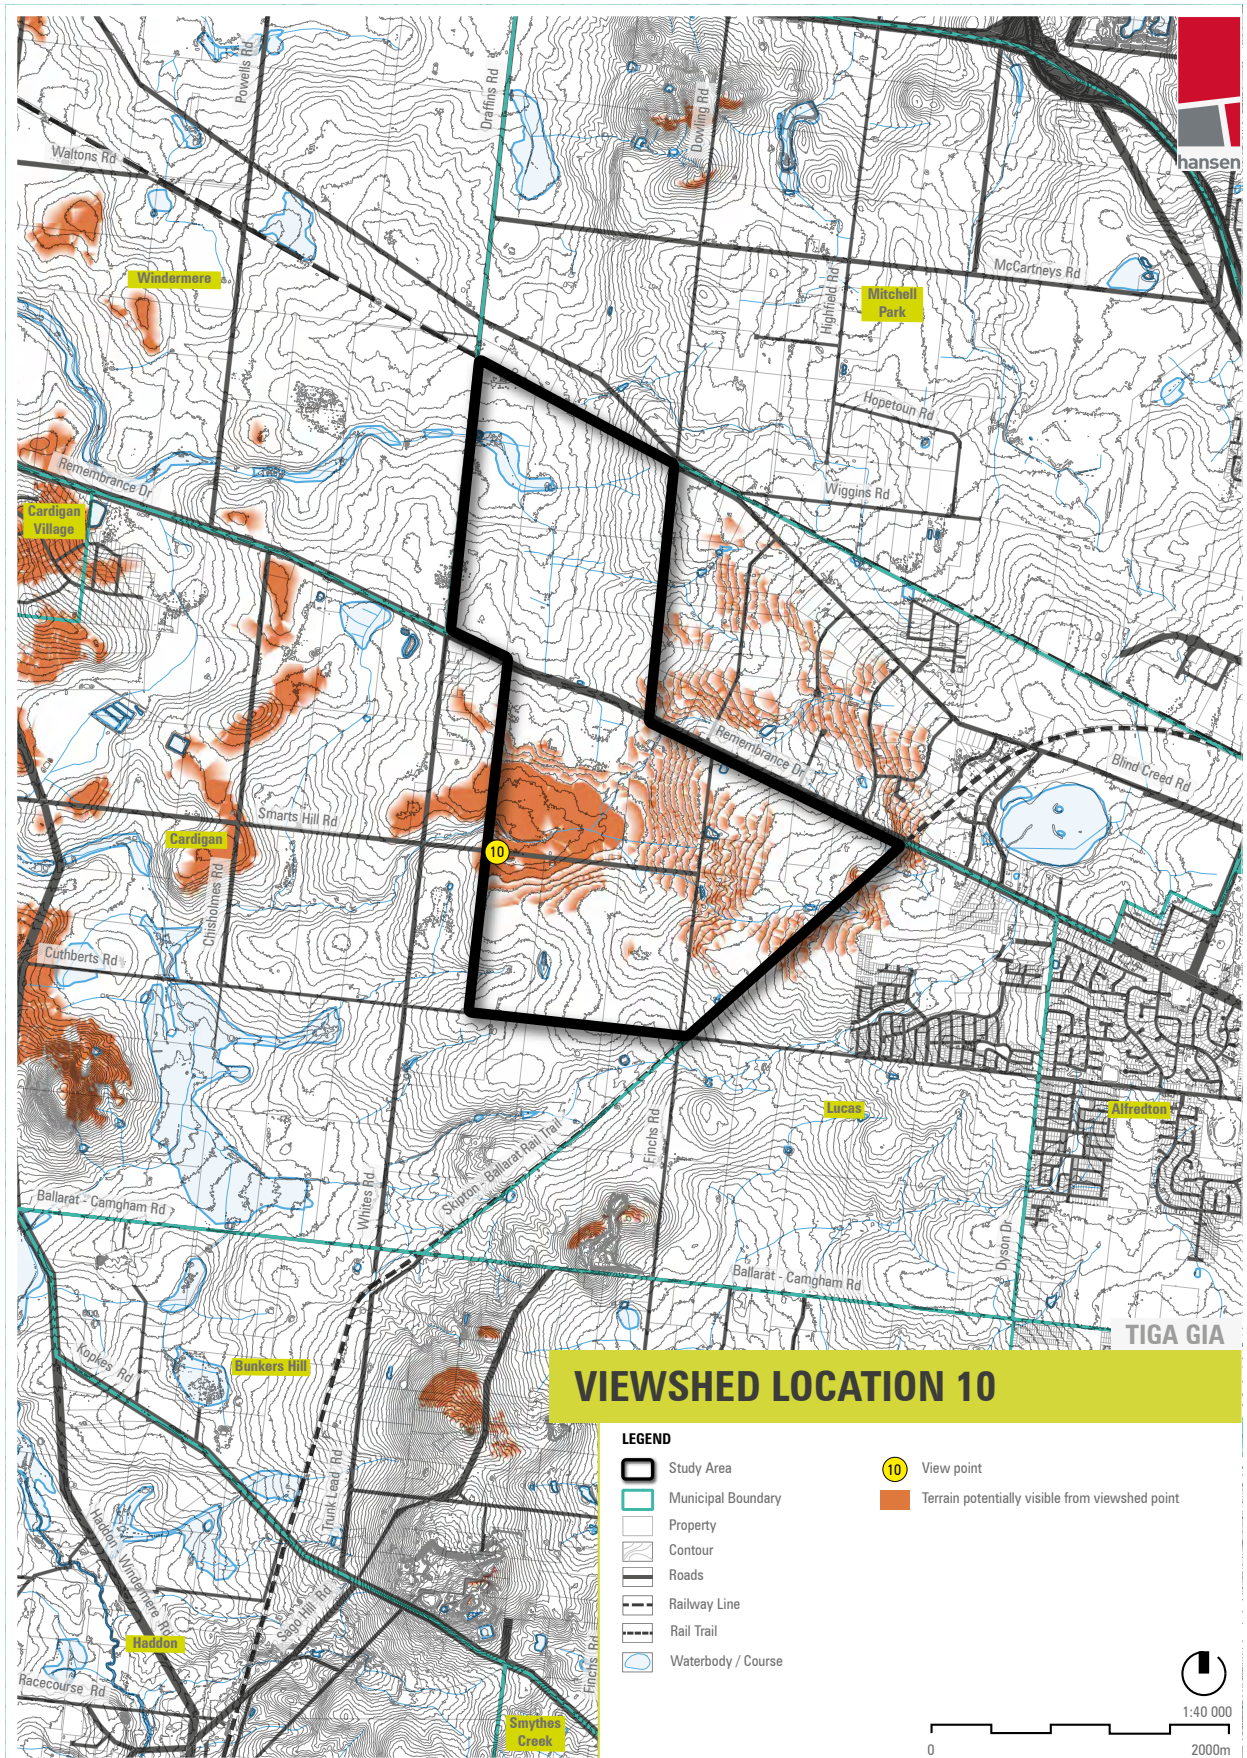 Powells Rd
Draffins Rd
Dowling Rd
hansen
Waltons Rd
Windermere
McCartneys Rd
Mitchell
Park
Highfield Rd
Hopetoun Rd
Wiggins Rd
Remembrance Dr
Cardigan
Village
Remembrance Dr
Blind Creed Rd
Smarts Hill Rd
Cardigan
10
Chisholmes Rd
Cuthberts Rd
Lucas
Alfredton
Finchs Rd
Skipton - Ballarat Rail Trail
Whites Rd
Ballarat - Carngham Rd
Dyson Dr
Ballarat - Carngham Rd
TIGA GIA
Kopkes Rd
Bunkers Hill
VIEWSHED LOCATION 10
LEGEND
Study Area
10
View point
Municipal Boundary
Terrain potentially visible from viewshed point
Property
Contour
Roads
Railway Line
Rail Trail
Waterbody / Course
Trunk Lead Rd
Haddon - Windermere Rd
Sago Hill Rd
Haddon
Finchs Rd
Racecourse Rd
Smythes
Creek
1:40 000
0
2000m